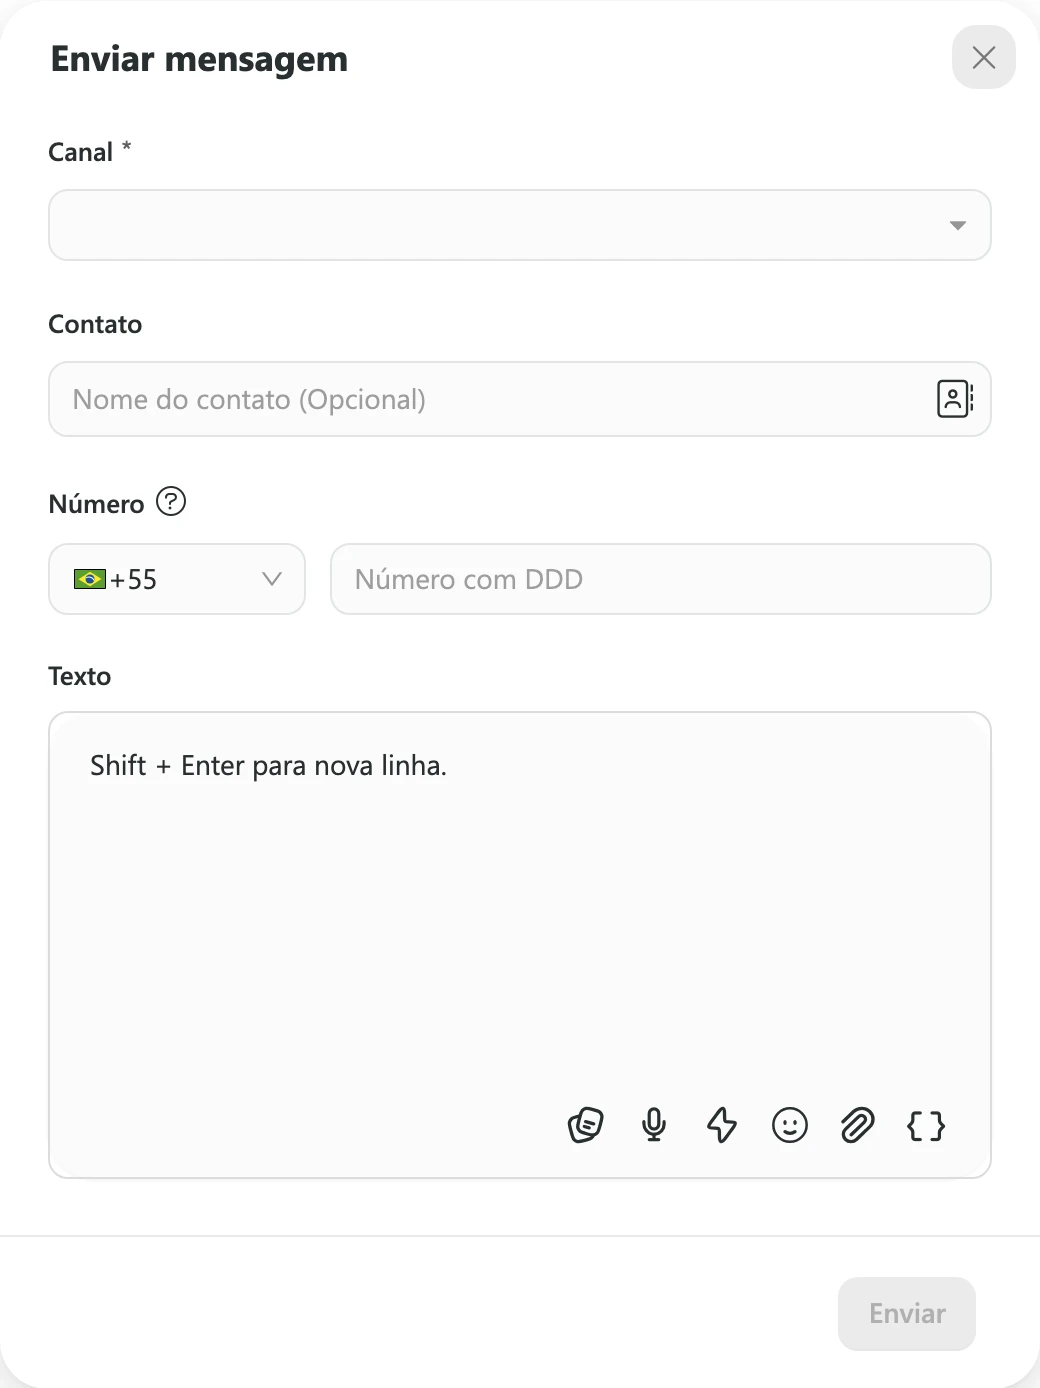 Enviar mensagem
Canal *
Contato
Nome do contato (Opcional)
Número ?
+55
Número com DDD
Texto
Shift + Enter para nova linha.
Enviar